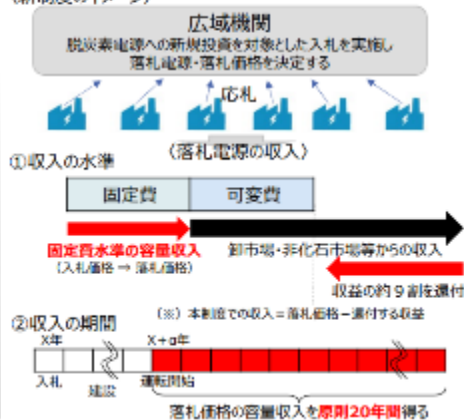 広域機関
脱炭素電源への新規投資を対象とした入札を実施し
落札電源・落札価格を決定する
応札
(落札電源の収入)
①収入の水準
固定費 可変費
固定費水準の容量収入 卸市場・非化石市場等からの収入
(入札価格 → 落札価格)
収益の約9割を還付
(※) 本制度での収入=落札価格-還付する収益
②収入の期間
X年 X+α年
入札 建設 運転開始
落札価格の容量収入を原則20年間得る